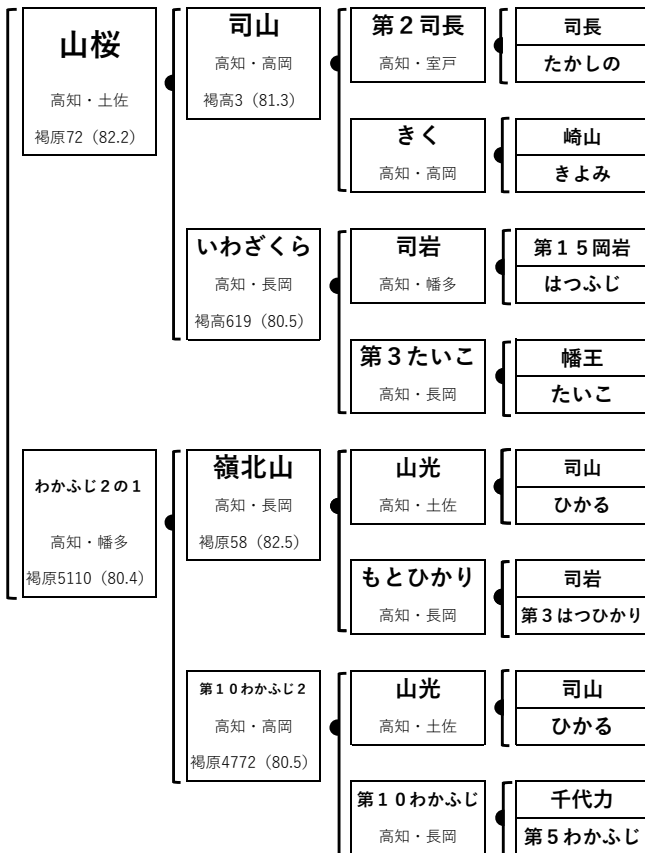 山桜
高知・土佐
褐原72（82.2）
司山
高知・高岡
褐高3（81.3）
第２司長
高知・室戸
司長
たかしの
きく
高知・高岡
崎山
きよみ
いわざくら
高知・長岡
褐高619（80.5）
司岩
高知・幡多
第１５岡岩
はつふじ
第３たいこ
高知・長岡
幡王
たいこ
わかふじ２の１
高知・幡多
褐原5110（80.4）
嶺北山
高知・長岡
褐原58（82.5）
山光
高知・土佐
司山
ひかる
もとひかり
高知・長岡
司岩
第３はつひかり
第１０わかふじ２
高知・高岡
褐原4772（80.5）
山光
高知・土佐
司山
ひかる
第１０わかふじ
高知・長岡
千代力
第５わかふじ